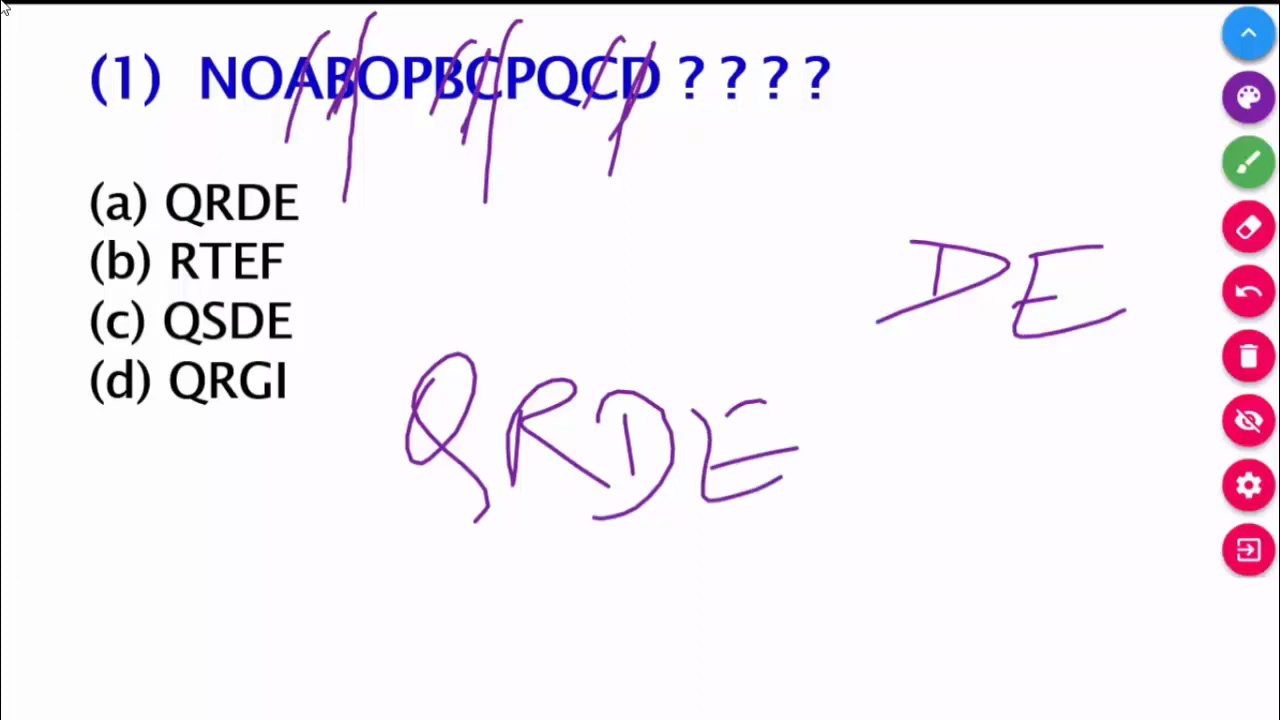 (1) NOABOPBCPQCD ? ? ? ?
(a) QRDE
(b) RTEF
(c) QSDE
(d) QRGI
DE
QRDE